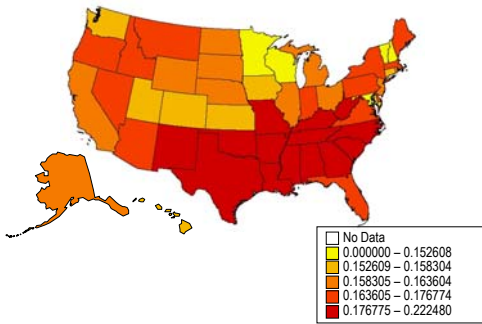 No Data
0.000000 – 0.152608
0.152609 – 0.158304
0.158305 – 0.163604
0.163605 – 0.176774
0.176775 – 0.222480